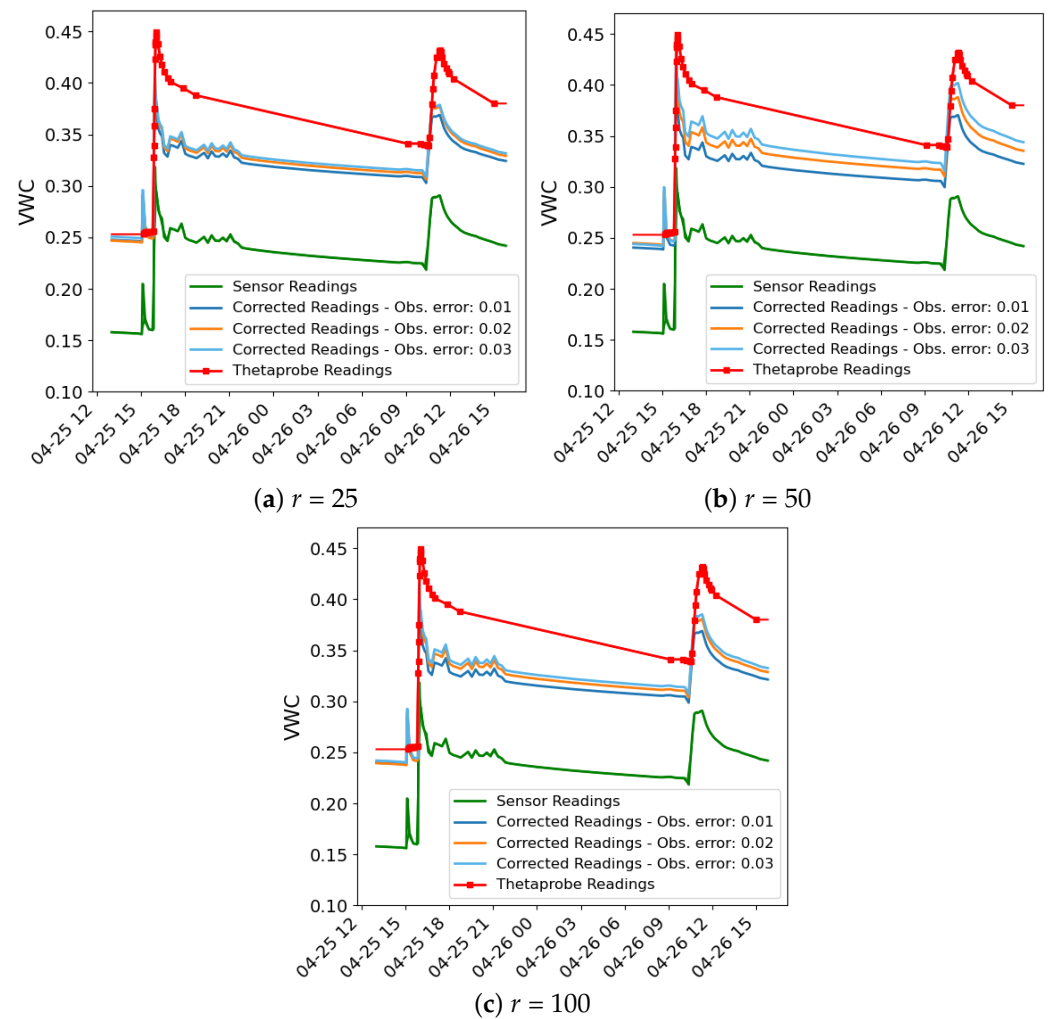 0.45
0.40
0.35
0.30
0.25
0.20
0.15
0.10
VWC
Sensor Readings
Corrected Readings - Obs. error: 0.01
Corrected Readings - Obs. error: 0.02
Corrected Readings - Obs. error: 0.03
Thetaprobe Readings
04-25 12
04-25 15
04-25 18
04-25 21
04-26 00
04-26 03
04-26 06
04-26 09
04-26 12
04-26 15
(a) r = 25
0.45
0.40
0.35
0.30
0.25
0.20
0.15
0.10
VWC
Sensor Readings
Corrected Readings - Obs. error: 0.01
Corrected Readings - Obs. error: 0.02
Corrected Readings - Obs. error: 0.03
Thetaprobe Readings
04-25 12
04-25 15
04-25 18
04-25 21
04-26 00
04-26 03
04-26 06
04-26 09
04-26 12
04-26 15
(b) r = 50
0.45
0.40
0.35
0.30
0.25
0.20
0.15
0.10
VWC
Sensor Readings
Corrected Readings - Obs. error: 0.01
Corrected Readings - Obs. error: 0.02
Corrected Readings - Obs. error: 0.03
Thetaprobe Readings
04-25 12
04-25 15
04-25 18
04-25 21
04-26 00
04-26 03
04-26 06
04-26 09
04-26 12
04-26 15
(c) r = 100